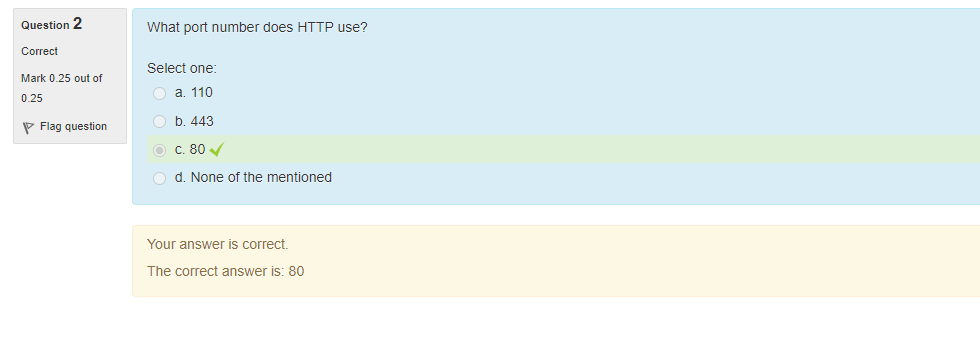 Question 2
Correct
Mark 0.25 out of
0.25
Flag question
What port number does HTTP use?
Select one:
a. 110
b. 443
c. 80
d. None of the mentioned
Your answer is correct.
The correct answer is: 80